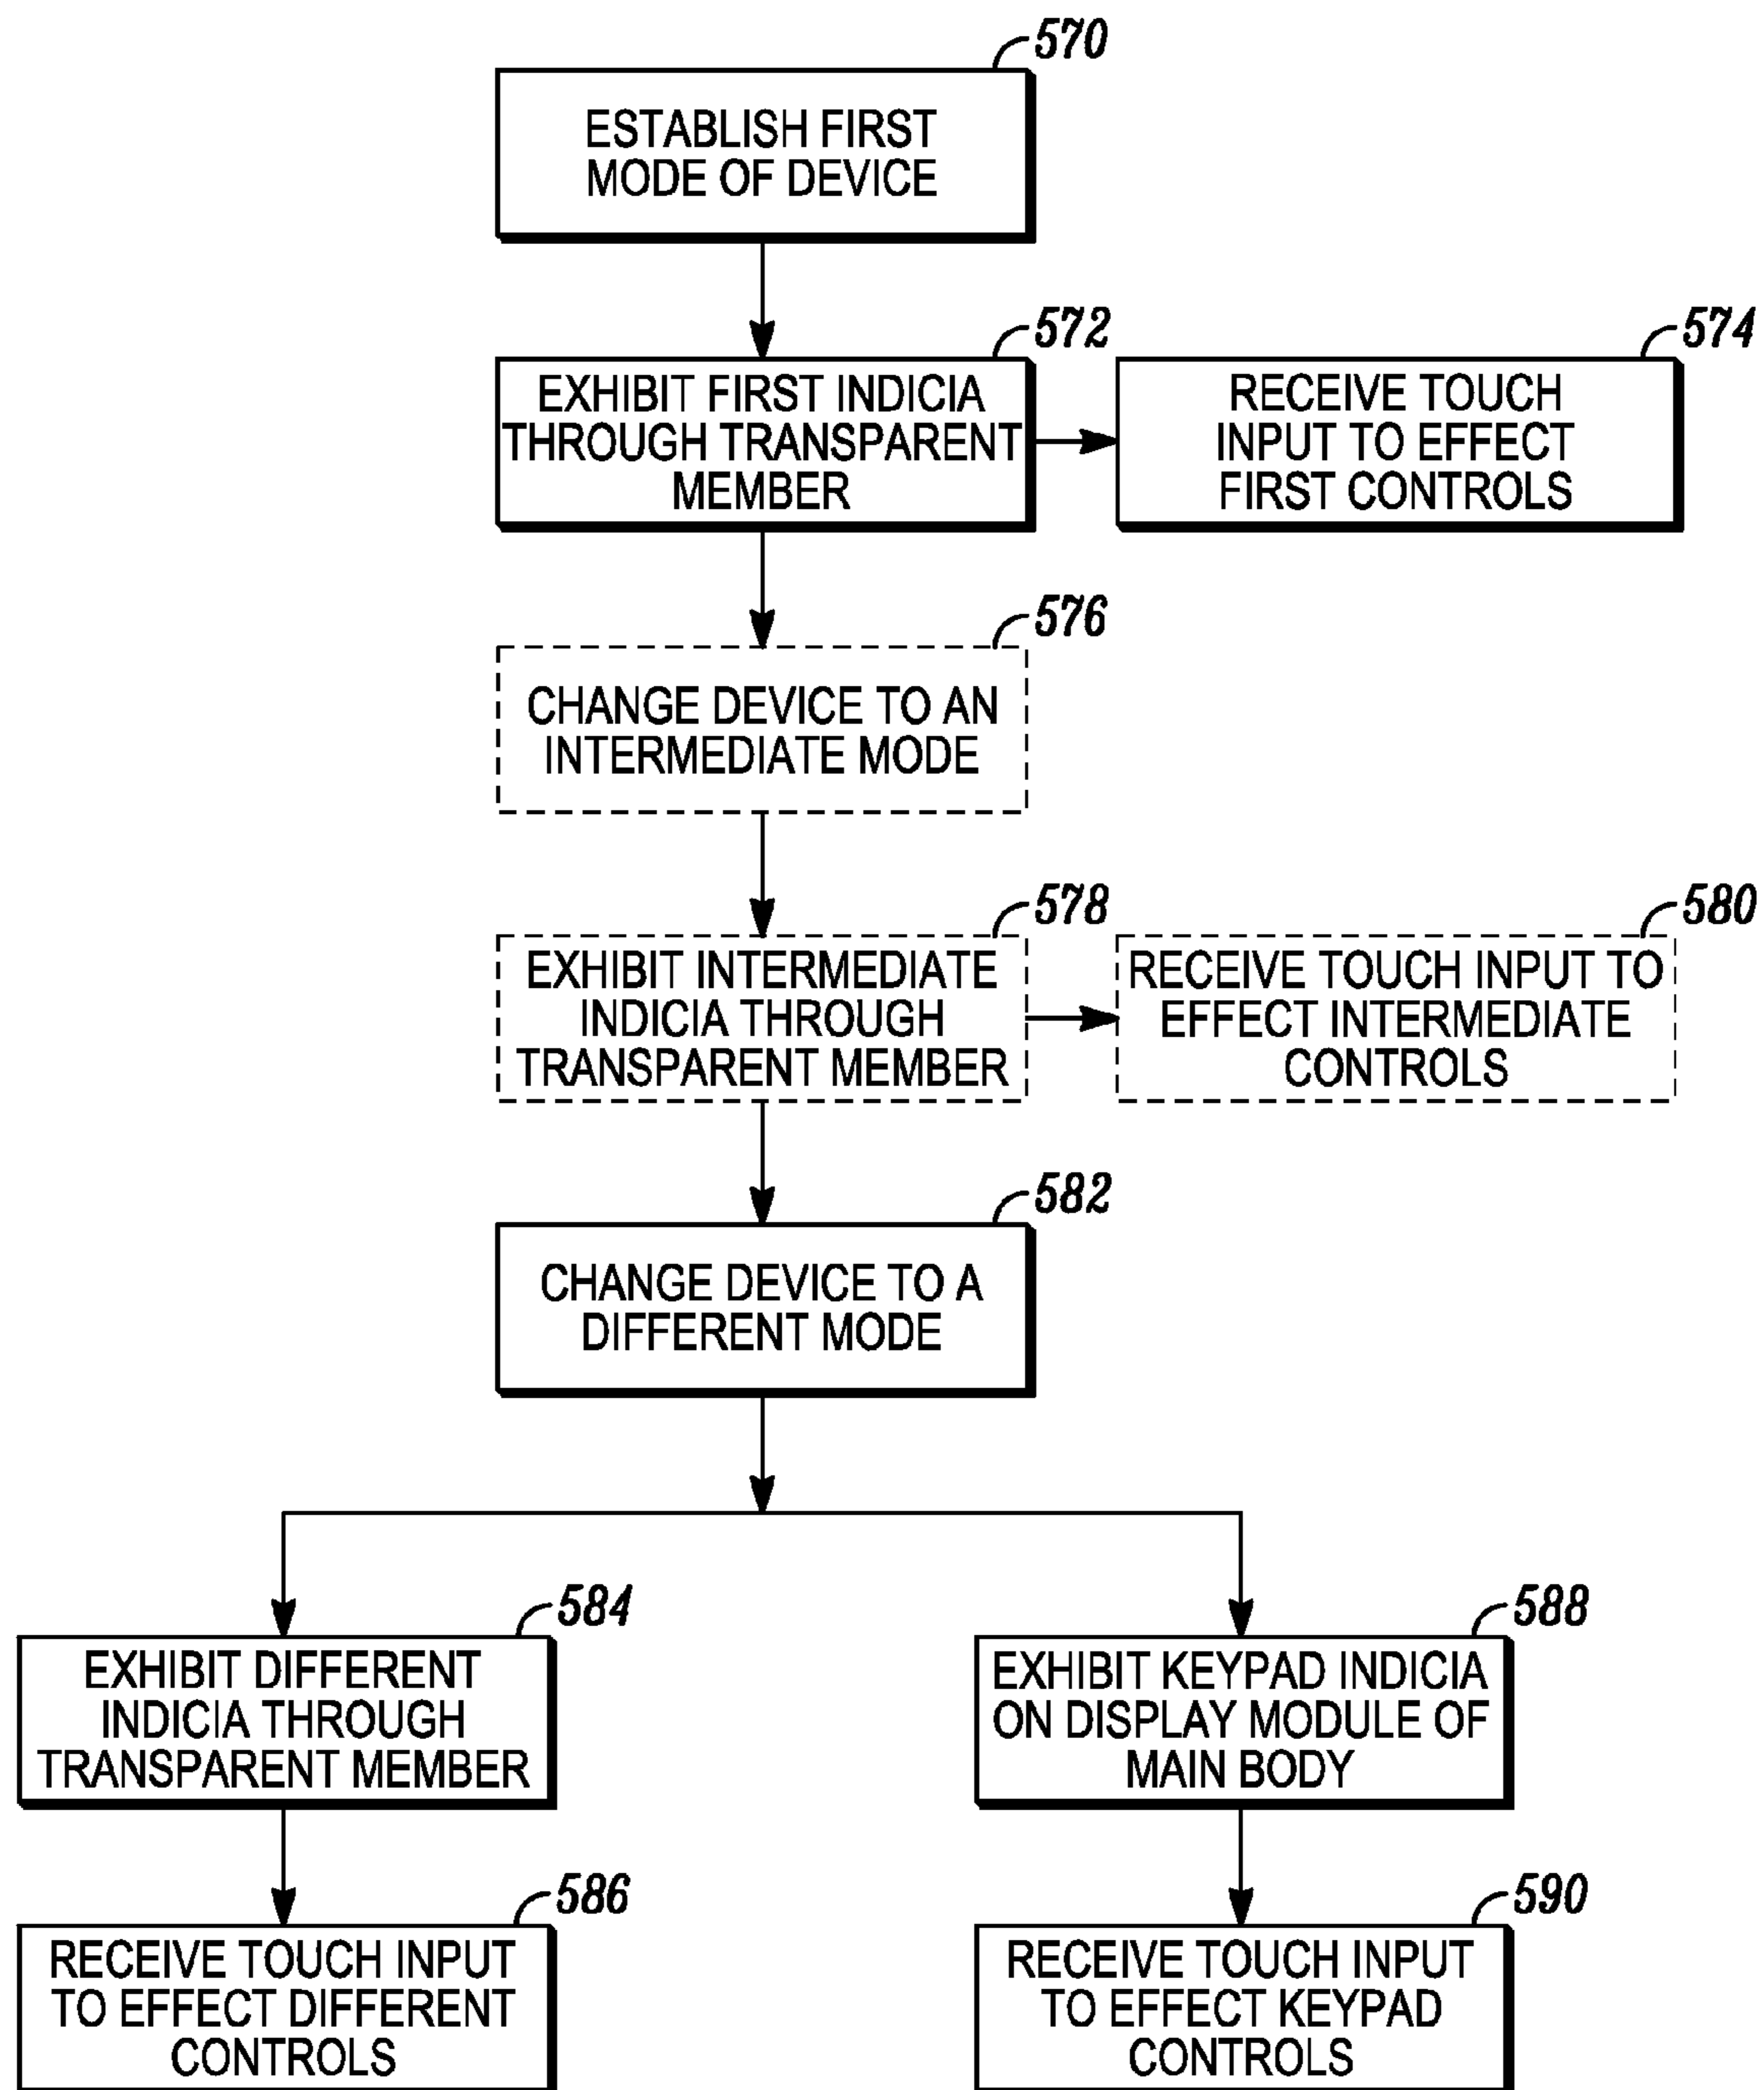 570
ESTABLISH FIRST
MODE OF DEVICE
572
EXHIBIT FIRST INDICIA
THROUGH TRANSPARENT
MEMBER
574
RECEIVE TOUCH
INPUT TO EFFECT
FIRST CONTROLS
576
CHANGE DEVICE TO AN
INTERMEDIATE MODE
578
EXHIBIT INTERMEDIATE
INDICIA THROUGH
TRANSPARENT MEMBER
580
RECEIVE TOUCH INPUT TO
EFFECT INTERMEDIATE
CONTROLS
582
CHANGE DEVICE TO A
DIFFERENT MODE
584
EXHIBIT DIFFERENT
INDICIA THROUGH
TRANSPARENT MEMBER
586
RECEIVE TOUCH INPUT
TO EFFECT DIFFERENT
CONTROLS
588
EXHIBIT KEYPAD INDICIA
ON DISPLAY MODULE OF
MAIN BODY
590
RECEIVE TOUCH INPUT
TO EFFECT KEYPAD
CONTROLS